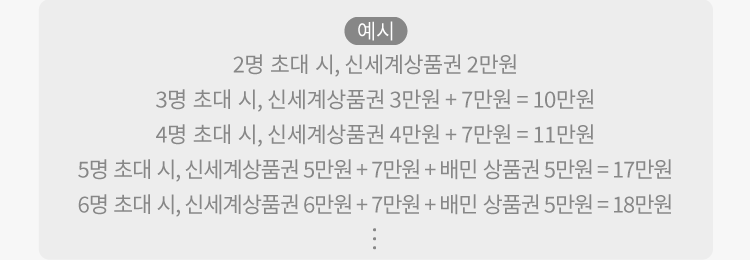 예시
2명 초대 시, 신세계상품권 2만원
3명 초대 시, 신세계상품권 3만원 + 7만원 = 10만원
4명 초대 시, 신세계상품권 4만원 + 7만원 = 11만원
5명 초대 시, 신세계상품권 5만원 + 7만원 + 배민 상품권 5만원 = 17만원
6명 초대 시, 신세계상품권 6만원 + 7만원 + 배민 상품권 5만원 = 18만원
⋮